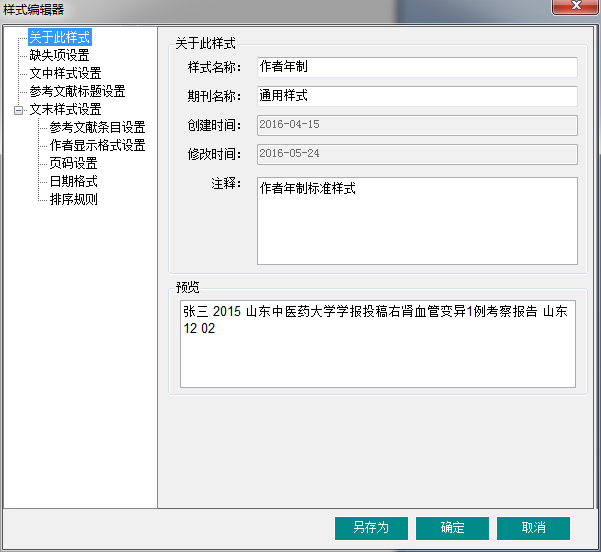 样式编辑器
关于此样式
缺失项设置
文中样式设置
参考文献标题设置
文末样式设置
参考文献条目设置
作者显示格式设置
页码设置
日期格式
排序规则
关于此样式
样式名称： 作者年制
期刊名称： 通用样式
创建时间： 2016-04-15
修改时间： 2016-05-24
注释： 作者年制标准样式
预览
张三 2015 山东中医药大学学报投稿右肾血管变异1例考察报告 山东
12 02
另存为 确定 取消